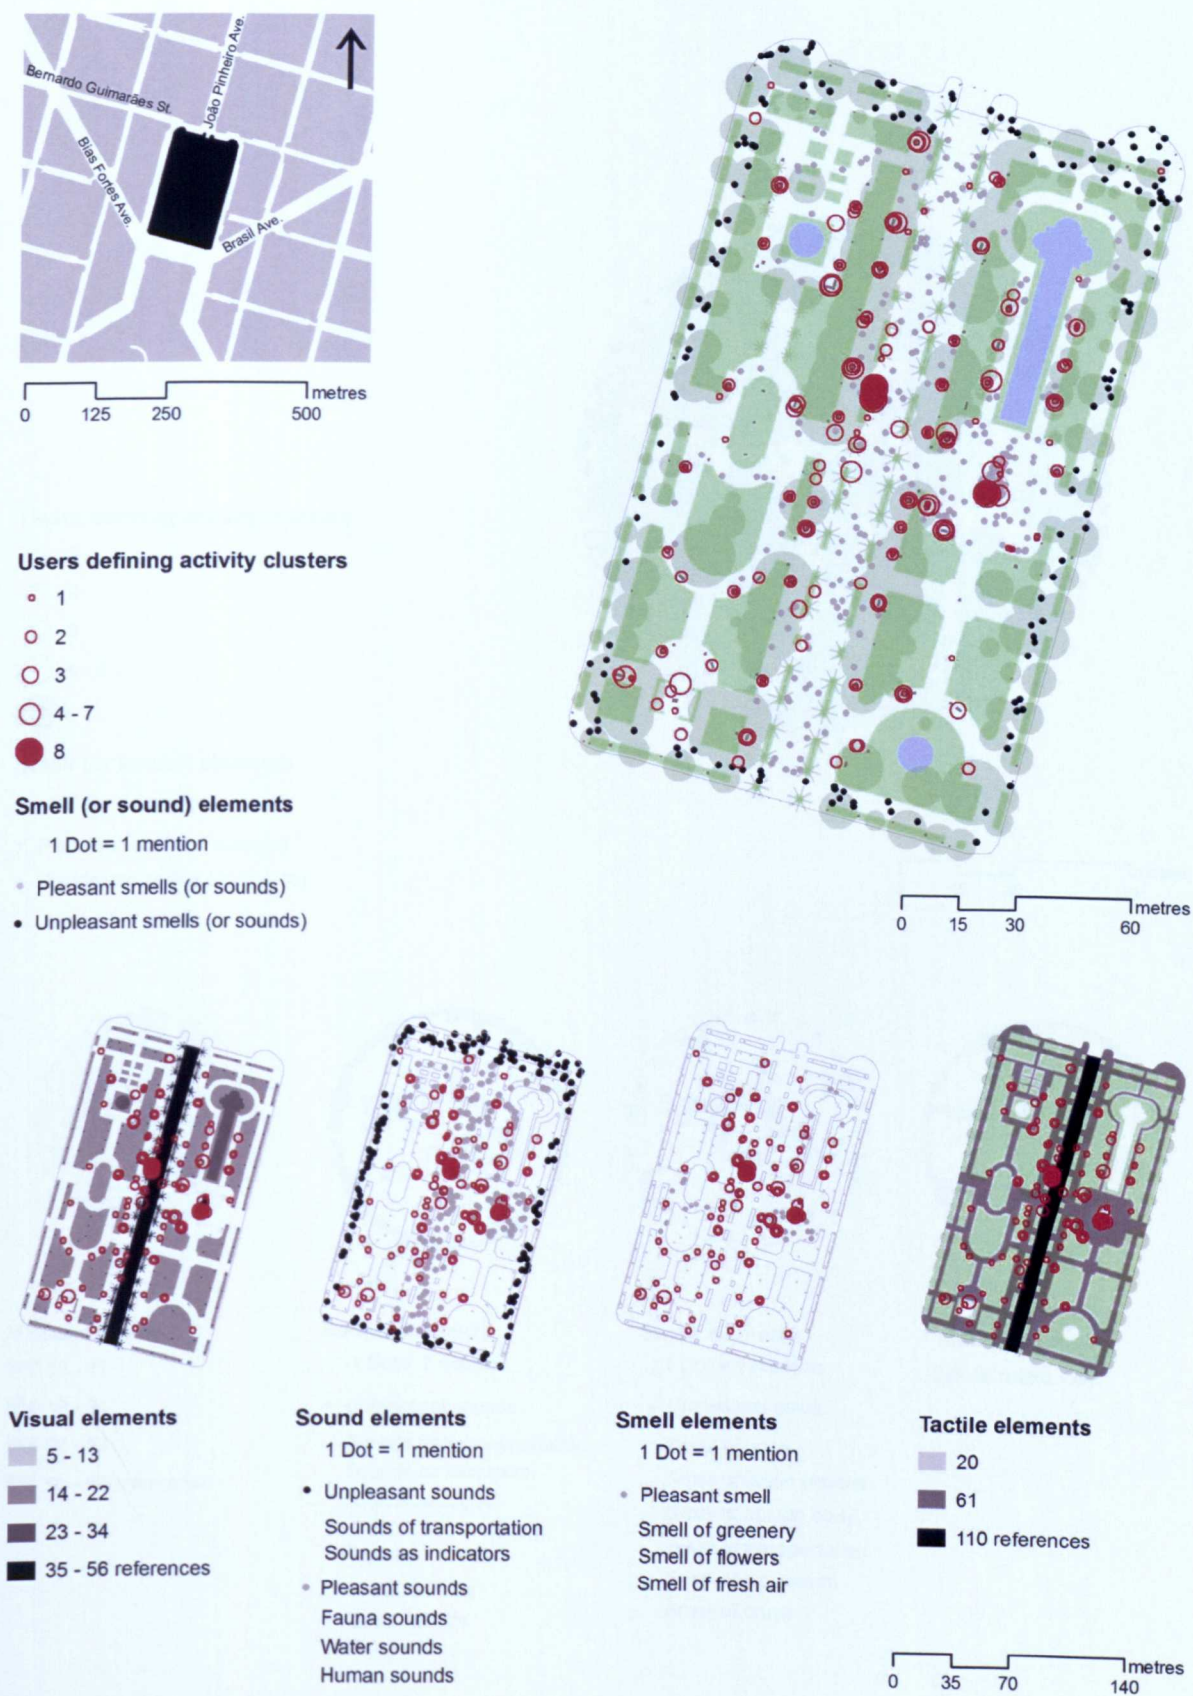 João Pinheiro Ave.
Bernardo Guimarães St.
Bias Fortes Ave.
Brasil Ave.
metres
0 125 250 500
Users defining activity clusters
1
2
3
4 - 7
8
Smell (or sound) elements
1 Dot = 1 mention
Pleasant smells (or sounds)
Unpleasant smells (or sounds)
metres
0 15 30 60
Visual elements
5 - 13
14 - 22
23 - 34
35 - 56 references
Sound elements
1 Dot = 1 mention
Unpleasant sounds
Sounds of transportation
Sounds as indicators
Pleasant sounds
Fauna sounds
Water sounds
Human sounds
Smell elements
1 Dot = 1 mention
Pleasant smell
Smell of greenery
Smell of flowers
Smell of fresh air
Tactile elements
20
61
110 references
metres
0 35 70 140